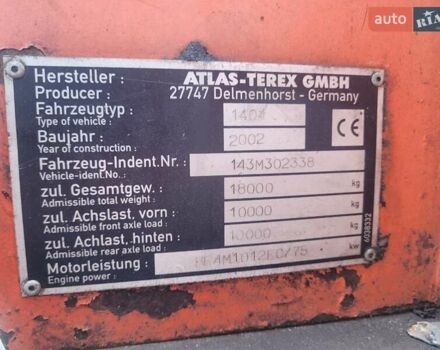 auto RIA
Hersteller : ATLAS-TEREX GMBH
Producer : 27747 Delmenhorst - Germany
Fahrzeugtyp : 1404
Type of vehicle :
Baujahr : 2002
Year of construction :
CE
Fahrzeug-Indent.Nr. : 143M302338
Vehicle-ident.No. :
zul. Gesamtgew. : 18000 kg
Admissible total weight :
zul. Achslast, vorn : 10000 kg
Admissible front axle load :
zul. Achlast, hinten : 10000 kg
Admissible rear axle load :
Motorleistung : BF4M1012EC/75 kw
Engine power :
6038332